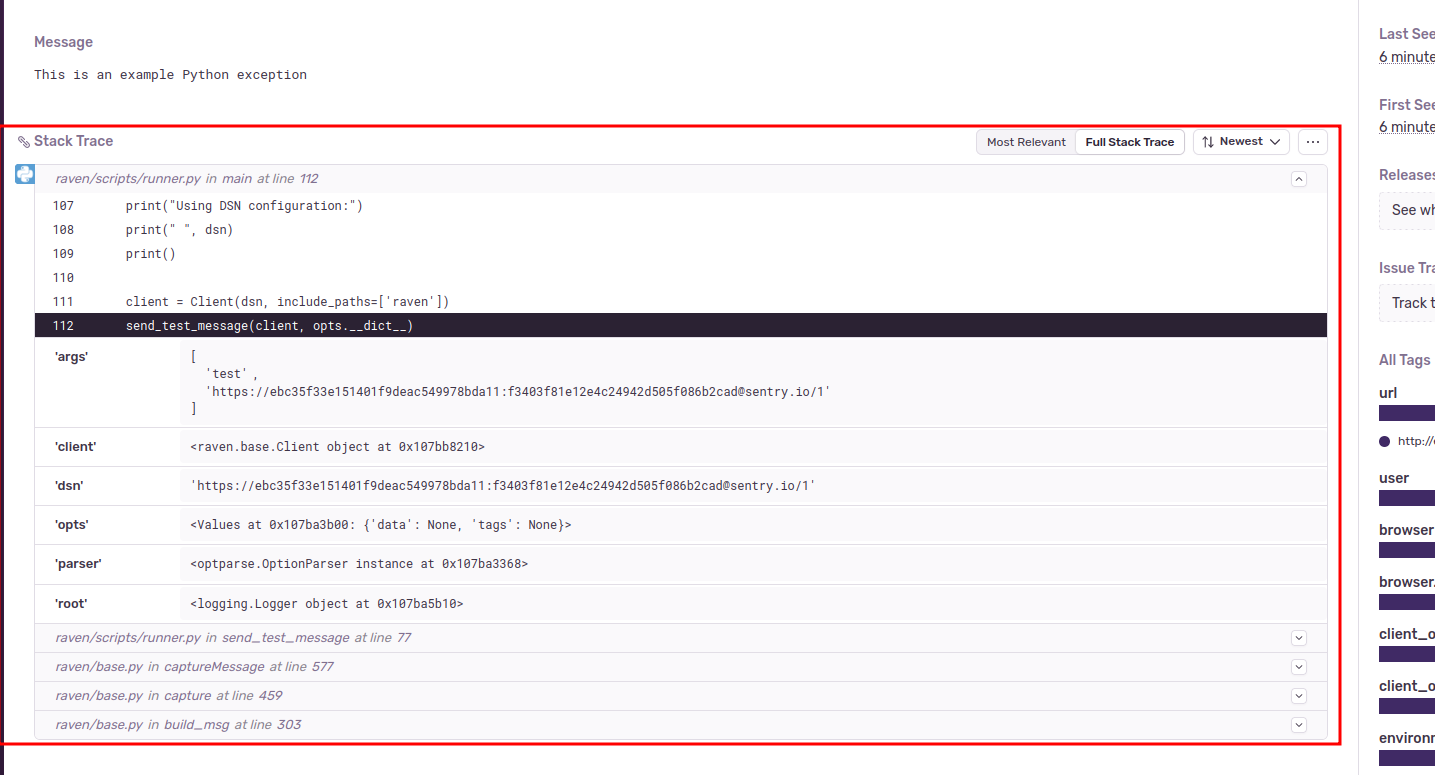 Message
This is an example Python exception
Stack Trace
Most Relevant
Full Stack Trace
Newest
raven/scripts/runner.py in main at line 112
107 print("Using DSN configuration:")
108 print(" ", dsn)
109 print()
110
111 client = Client(dsn, include_paths=['raven'])
112 send_test_message(client, opts.__dict__)
'args' [
'test' ,
'https://ebc35f33e151401f9deac549978bda11:f3403f81e12e4c24942d505f086b2cad@sentry.io/1'
]
'client' <raven.base.Client object at 0x107bb8210>
'dsn' 'https://ebc35f33e151401f9deac549978bda11:f3403f81e12e4c24942d505f086b2cad@sentry.io/1'
'opts' <Values at 0x107ba3b00: {'data': None, 'tags': None}>
'parser' <optparse.OptionParser instance at 0x107ba3368>
'root' <logging.Logger object at 0x107ba5b10>
raven/scripts/runner.py in send_test_message at line 77
raven/base.py in captureMessage at line 577
raven/base.py in capture at line 459
raven/base.py in build_msg at line 303
Last See
6 minute
First See
6 minute
Releases
See wh
Issue Tra
Track t
All Tags
url
http://
user
browser
browser.
client_o
client_o
environ